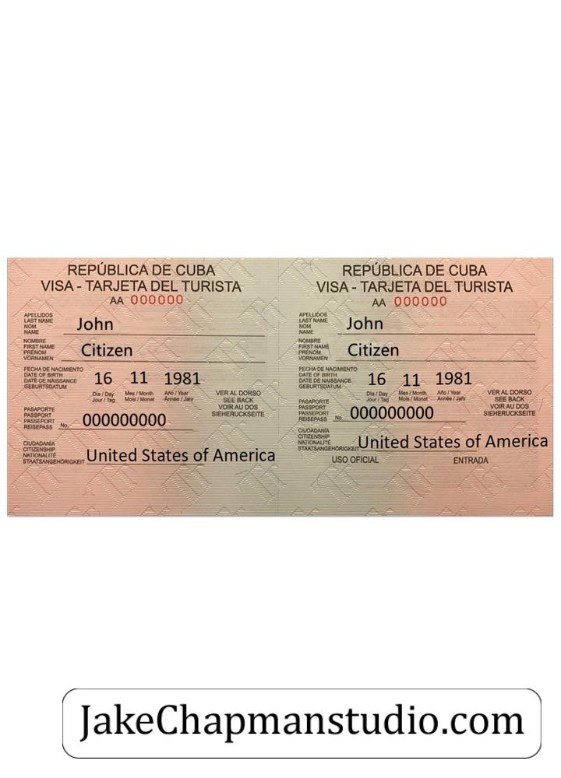 REPÚBLICA DE CUBA
VISA - TARJETA DEL TURISTA
AA 000000
APELLIDOS
LAST NAME
NOM
NAME
John
NOMBRE
FIRST NAME
PRÉNOM
VORNAMEN
Citizen
FECHA DE NACIMIENTO
DATE OF BIRTH
DATE DE NAISSANCE
GEBURTSDATUM
16 11 1981
Día / Day Mes / Month Año / Year
Jour / Tag Mois / Monat Année / Jahr
VER AL DORSO
SEE BACK
VOIR AU DOS
SIEHERÜCKSEITE
PASAPORTE
PASSPORT
PASSEPORT
REISEPASS No. 000000000
CIUDADANÍA
CITIZENSHIP
NATIONALITÉ
STAATSANGEHÖRIGKEIT
United States of America
REPÚBLICA DE CUBA
VISA - TARJETA DEL TURISTA
AA 000000
APELLIDOS
LAST NAME
NOM
NAME
John
NOMBRE
FIRST NAME
PRÉNOM
VORNAMEN
Citizen
FECHA DE NACIMIENTO
DATE OF BIRTH
DATE DE NAISSANCE
GEBURTSDATUM
16 11 1981
Día / Day Mes / Month Año / Year
Jour / Tag Mois / Monat Année / Jahr
VER AL DORSO
SEE BACK
VOIR AU DOS
SIEHERÜCKSEITE
PASAPORTE
PASSPORT
PASSEPORT
REISEPASS No. 000000000
CIUDADANÍA
CITIZENSHIP
NATIONALITÉ
STAATSANGEHÖRIGKEIT
United States of America
USO OFICIAL ENTRADA
JakeChapmanstudio.com